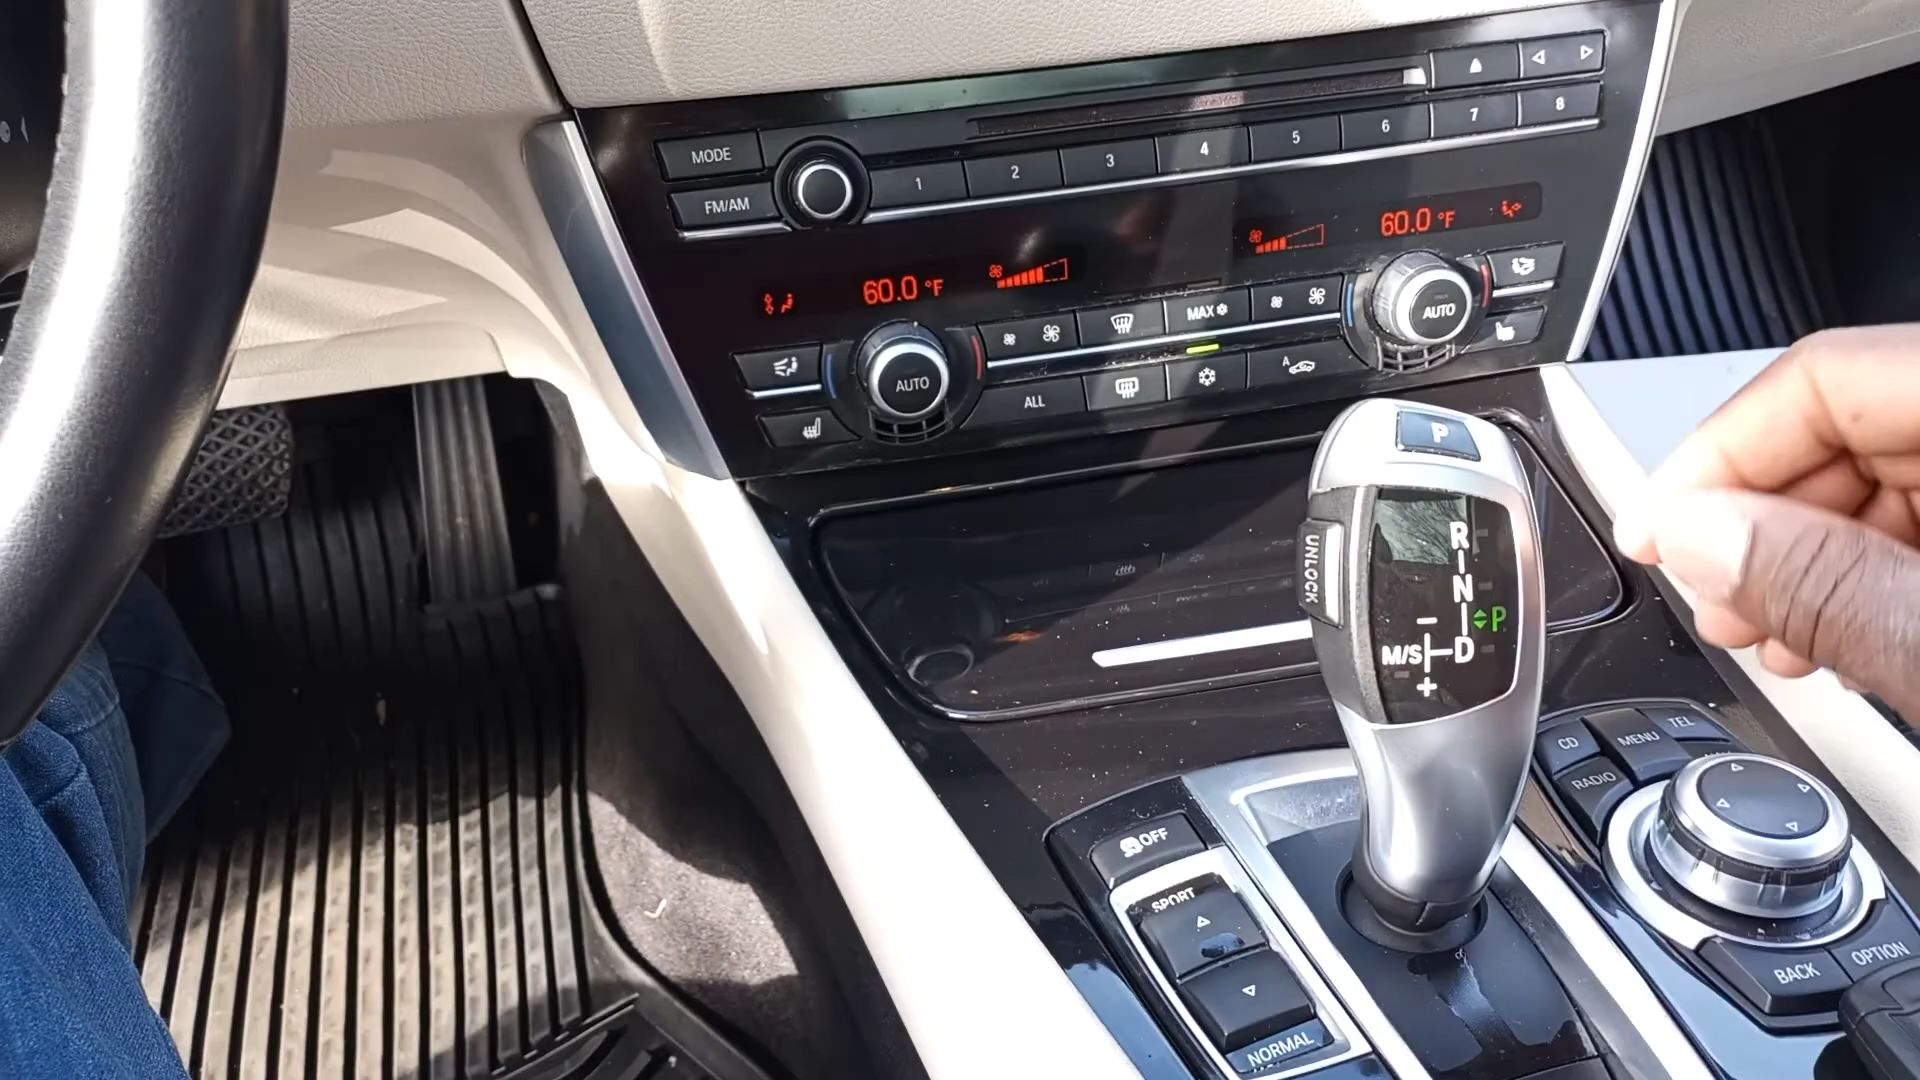 MODE
FM/AM
1
2
3
4
5
6
7
8
60.0 °F
60.0 °F
AUTO
MAX
AUTO
ALL
A
P
UNLOCK
R
N
P
D
M/S
−
+
CD
MENU
TEL
RADIO
BACK
OPTION
OFF
SPORT
NORMAL